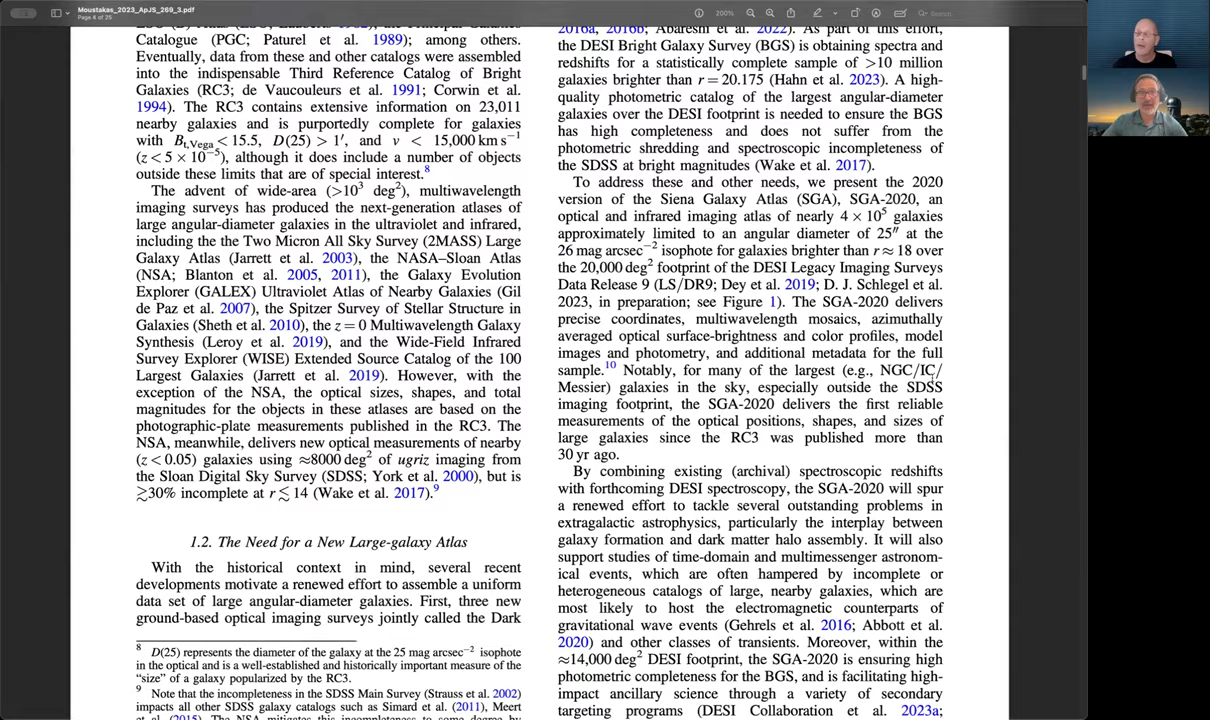 Moustakas_2023_ApJS_269_3.pdf
Page 4 of 25
200%
Search
Catalogue (PGC; Paturel et al. 1989); among others.
Eventually, data from these and other catalogs were assembled
into the indispensable Third Reference Catalog of Bright
Galaxies (RC3; de Vaucouleurs et al. 1991; Corwin et al.
1994). The RC3 contains extensive information on 23,011
nearby galaxies and is purportedly complete for galaxies
with B_t,Vega < 15.5, D(25) > 1′, and v < 15,000 km s⁻¹
(z < 5 × 10⁻⁵), although it does include a number of objects
outside these limits that are of special interest.⁸
The advent of wide-area (>10³ deg²), multiwavelength
imaging surveys has produced the next-generation atlases of
large angular-diameter galaxies in the ultraviolet and infrared,
including the the Two Micron All Sky Survey (2MASS) Large
Galaxy Atlas (Jarrett et al. 2003), the NASA–Sloan Atlas
(NSA; Blanton et al. 2005, 2011), the Galaxy Evolution
Explorer (GALEX) Ultraviolet Atlas of Nearby Galaxies (Gil
de Paz et al. 2007), the Spitzer Survey of Stellar Structure in
Galaxies (Sheth et al. 2010), the z = 0 Multiwavelength Galaxy
Synthesis (Leroy et al. 2019), and the Wide-Field Infrared
Survey Explorer (WISE) Extended Source Catalog of the 100
Largest Galaxies (Jarrett et al. 2019). However, with the
exception of the NSA, the optical sizes, shapes, and total
magnitudes for the objects in these atlases are based on the
photographic-plate measurements published in the RC3. The
NSA, meanwhile, delivers new optical measurements of nearby
(z < 0.05) galaxies using ≈8000 deg² of ugriz imaging from
the Sloan Digital Sky Survey (SDSS; York et al. 2000), but is
≳30% incomplete at r ≲ 14 (Wake et al. 2017).⁹
1.2. The Need for a New Large-galaxy Atlas
With the historical context in mind, several recent
developments motivate a renewed effort to assemble a uniform
data set of large angular-diameter galaxies. First, three new
ground-based optical imaging surveys jointly called the Dark
⁸ D(25) represents the diameter of the galaxy at the 25 mag arcsec⁻² isophote
in the optical and is a well-established and historically important measure of the
“size” of a galaxy popularized by the RC3.
⁹ Note that the incompleteness in the SDSS Main Survey (Strauss et al. 2002)
impacts all other SDSS galaxy catalogs such as Simard et al. (2011), Meert
et al. (2015). The NSA mitigates this incompleteness to some degree by
2016a, 2016b; Abareshi et al. 2022). As part of this effort,
the DESI Bright Galaxy Survey (BGS) is obtaining spectra and
redshifts for a statistically complete sample of >10 million
galaxies brighter than r = 20.175 (Hahn et al. 2023). A high-
quality photometric catalog of the largest angular-diameter
galaxies over the DESI footprint is needed to ensure the BGS
has high completeness and does not suffer from the
photometric shredding and spectroscopic incompleteness of
the SDSS at bright magnitudes (Wake et al. 2017).
To address these and other needs, we present the 2020
version of the Siena Galaxy Atlas (SGA), SGA-2020, an
optical and infrared imaging atlas of nearly 4 × 10⁵ galaxies
approximately limited to an angular diameter of 25″ at the
26 mag arcsec⁻² isophote for galaxies brighter than r ≈ 18 over
the 20,000 deg² footprint of the DESI Legacy Imaging Surveys
Data Release 9 (LS/DR9; Dey et al. 2019; D. J. Schlegel et al.
2023, in preparation; see Figure 1). The SGA-2020 delivers
precise coordinates, multiwavelength mosaics, azimuthally
averaged optical surface-brightness and color profiles, model
images and photometry, and additional metadata for the full
sample.¹⁰ Notably, for many of the largest (e.g., NGC/IC/
Messier) galaxies in the sky, especially outside the SDSS
imaging footprint, the SGA-2020 delivers the first reliable
measurements of the optical positions, shapes, and sizes of
large galaxies since the RC3 was published more than
30 yr ago.
By combining existing (archival) spectroscopic redshifts
with forthcoming DESI spectroscopy, the SGA-2020 will spur
a renewed effort to tackle several outstanding problems in
extragalactic astrophysics, particularly the interplay between
galaxy formation and dark matter halo assembly. It will also
support studies of time-domain and multimessenger astronom-
ical events, which are often hampered by incomplete or
heterogeneous catalogs of large, nearby galaxies, which are
most likely to host the electromagnetic counterparts of
gravitational wave events (Gehrels et al. 2016; Abbott et al.
2020) and other classes of transients. Moreover, within the
≈14,000 deg² DESI footprint, the SGA-2020 is ensuring high
photometric completeness for the BGS, and is facilitating high-
impact ancillary science through a variety of secondary
targeting programs (DESI Collaboration et al. 2023a;